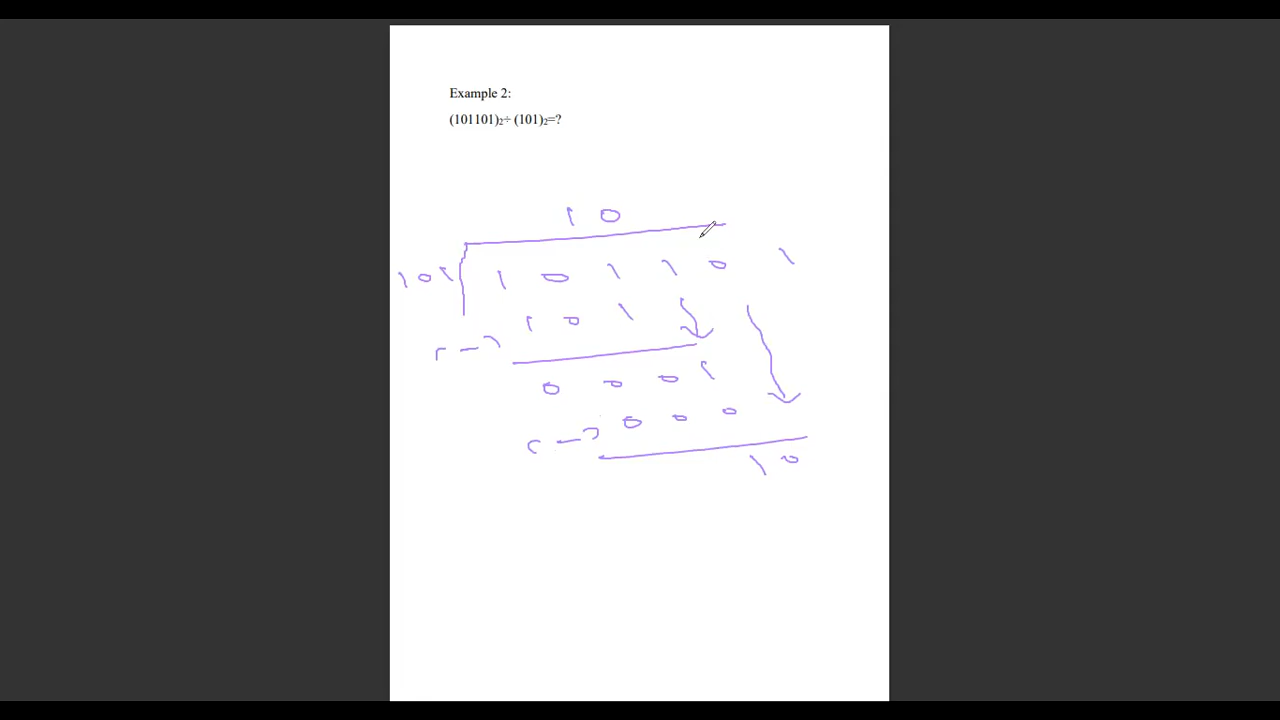 Example 2:
(101101)₂÷ (101)₂=?
1 0
101 1 0 1 1 0 1
1 0 1
(-)
0 0 0 1
0 0 0
(-)
1 0